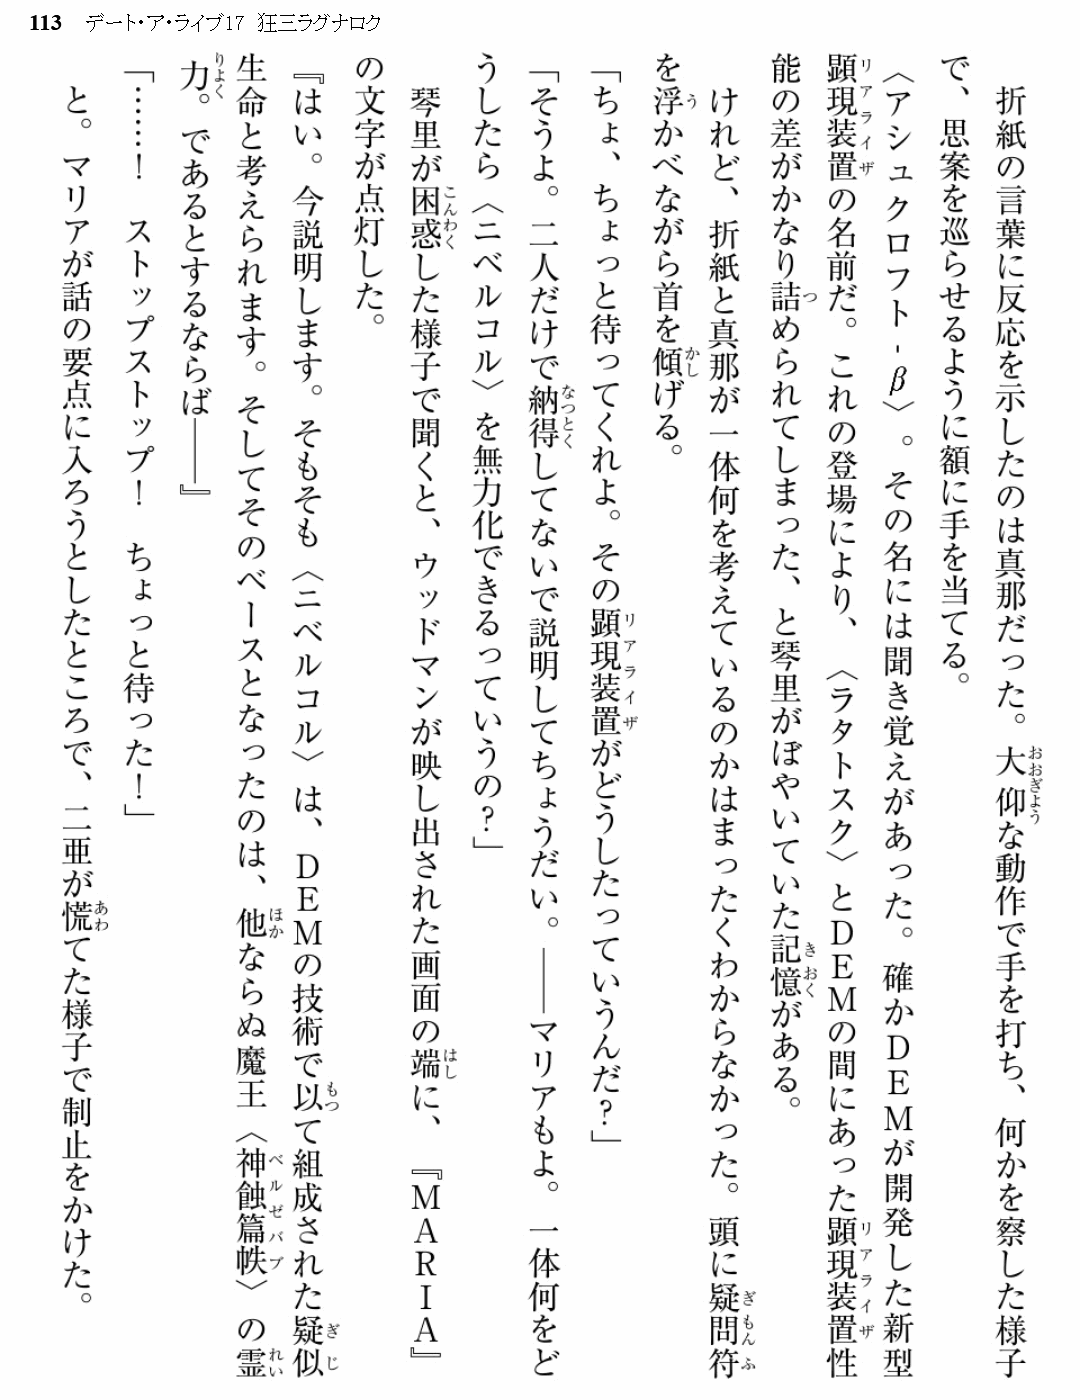 113 デート・ア・ライブ17 狂三ラグナロク
折紙の言葉に反応を示したのは真那だった。大仰な動作で手を打ち、何かを察した様子
で、思案を巡らせるように額に手を当てる。
〈アシュクロフト-β〉。その名には聞き覚えがあった。確かDEMが開発した新型
顕現装置の名前だ。これの登場により、〈ラタトスク〉とDEMの間にあった顕現装置性
能の差がかなり詰められてしまった、と琴里がぼやいていた記憶がある。
けれど、折紙と真那が一体何を考えているのかはまったくわからなかった。頭に疑問符
を浮かべながら首を傾げる。
「ちょ、ちょっと待ってくれよ。その顕現装置がどうしたっていうんだ?」
「そうよ。二人だけで納得してないで説明してちょうだい。――マリアもよ。一体何をど
うしたら〈ニベルコル〉を無力化できるっていうの?」
琴里が困惑した様子で聞くと、ウッドマンが映し出された画面の端に、『MARIA』
の文字が点灯した。
『はい。今説明します。そもそも〈ニベルコル〉は、DEMの技術で以て組成された疑似
生命と考えられます。そしてそのベースとなったのは、他ならぬ魔王〈神蝕篇帙〉の霊
力。であるとするならば――』
「……! ストップストップ! ちょっと待った!」
と。マリアが話の要点に入ろうとしたところで、二亜が慌てた様子で制止をかけた。